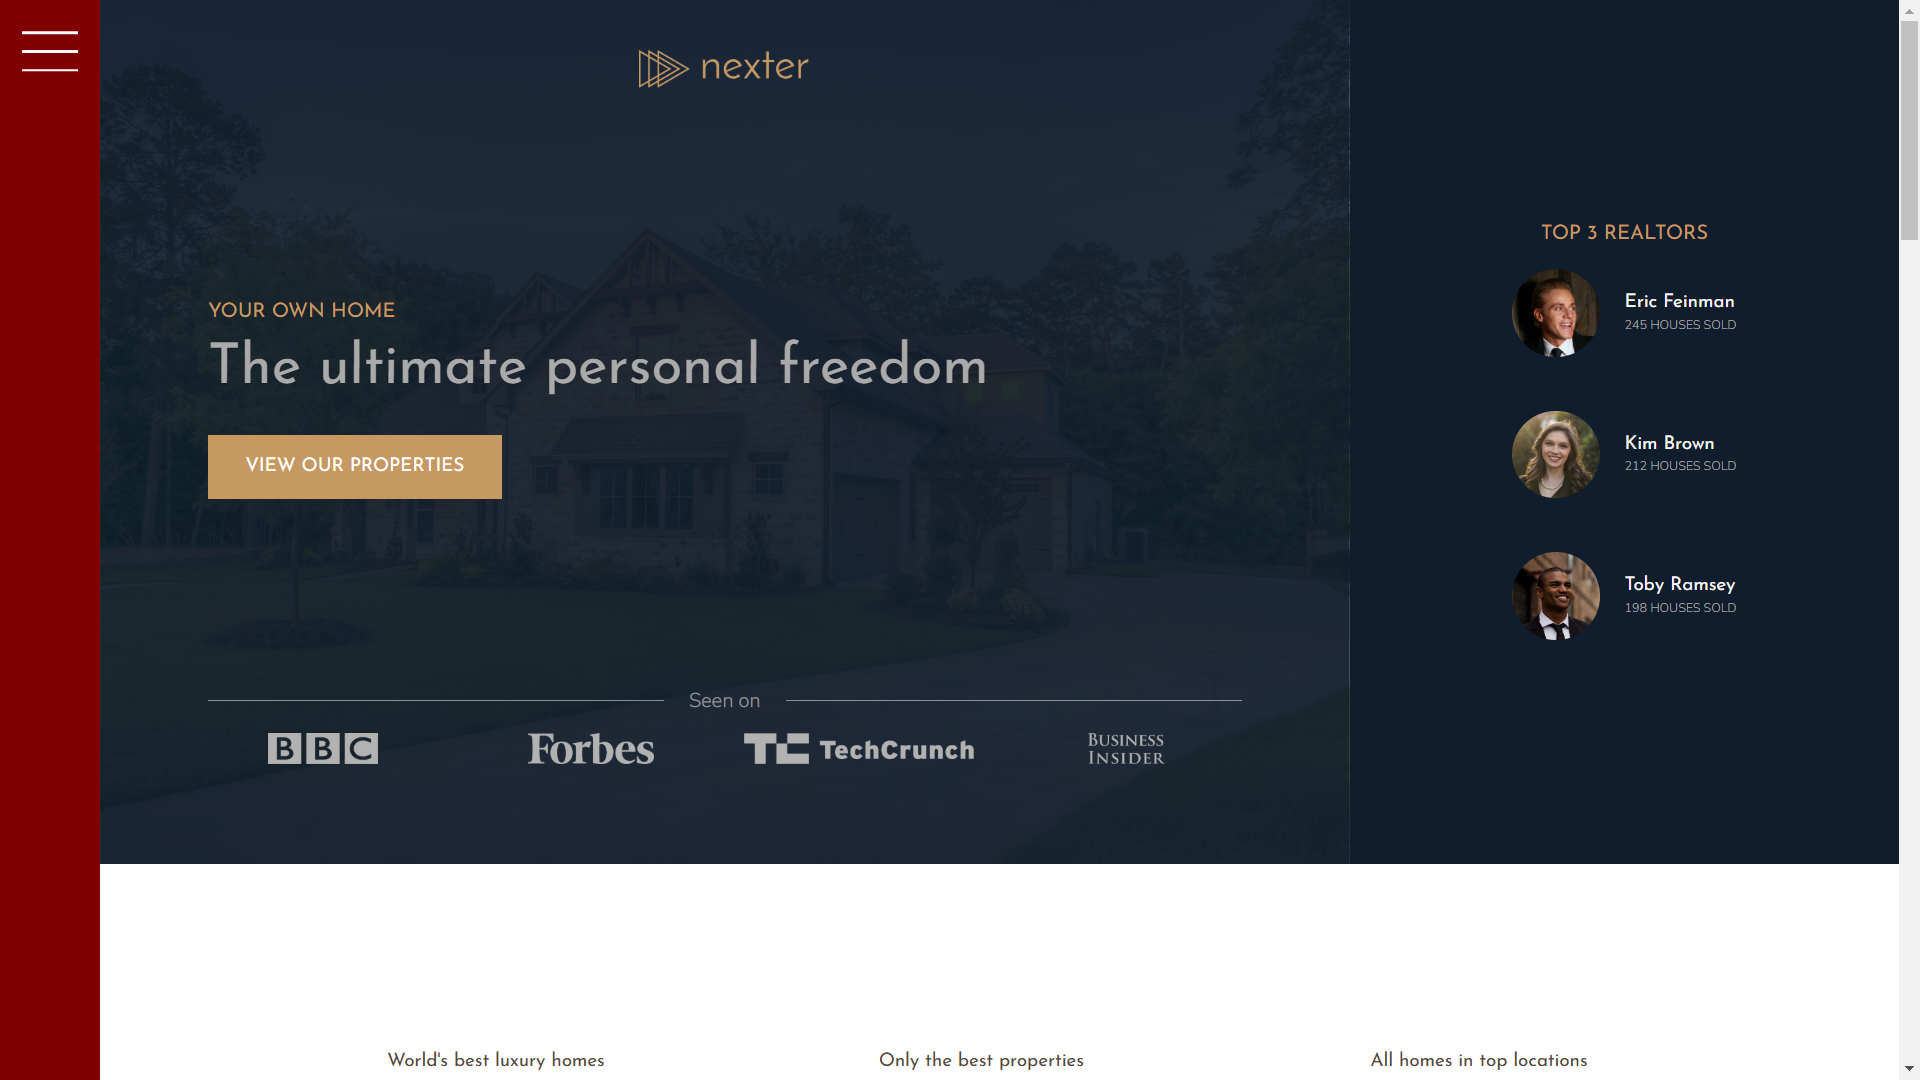 nexter
YOUR OWN HOME
The ultimate personal freedom
VIEW OUR PROPERTIES
Seen on
BBC
Forbes
TC TechCrunch
BUSINESS
INSIDER
TOP 3 REALTORS
Eric Feinman
245 HOUSES SOLD
Kim Brown
212 HOUSES SOLD
Toby Ramsey
198 HOUSES SOLD
World's best luxury homes
Only the best properties
All homes in top locations